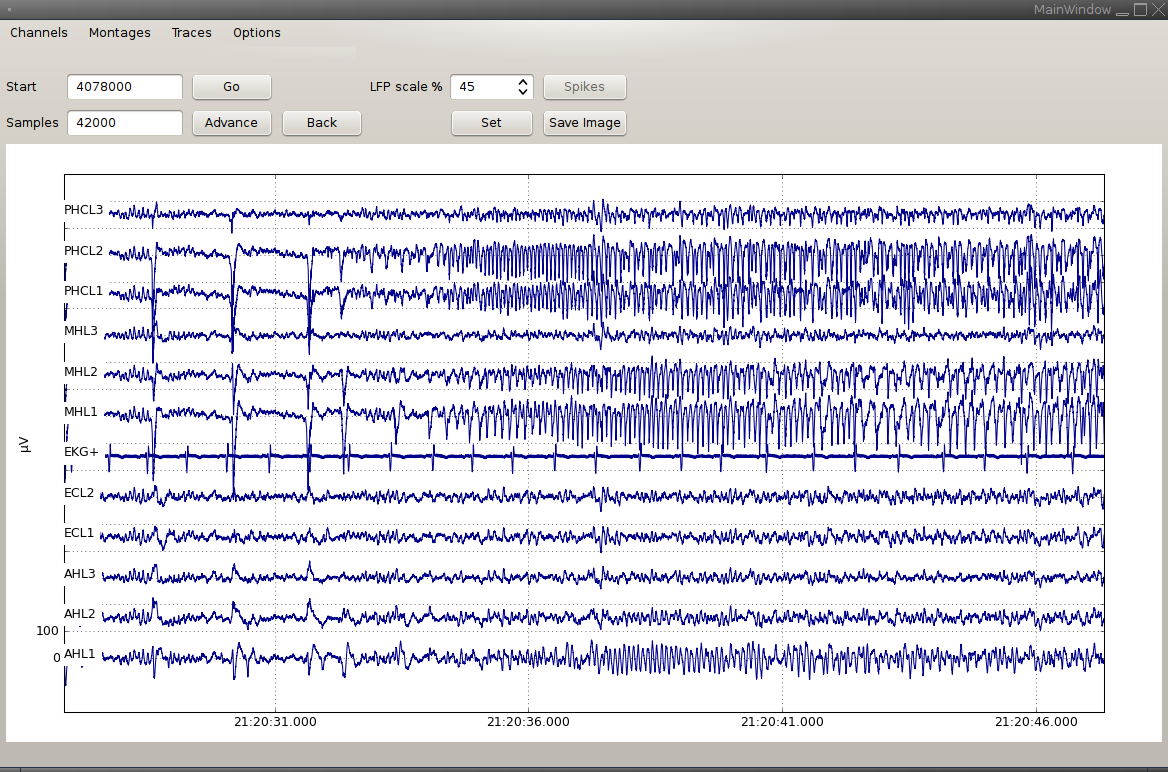 MainWindow
Channels Montages Traces Options
Start 4078000 Go LFP scale % 45 Spikes
Samples 42000 Advance Back Set Save Image
PHCL3
PHCL2
PHCL1
MHL3
MHL2
MHL1
µV
EKG+
ECL2
ECL1
AHL3
AHL2
100
0 AHL1
21:20:31.000 21:20:36.000 21:20:41.000 21:20:46.000